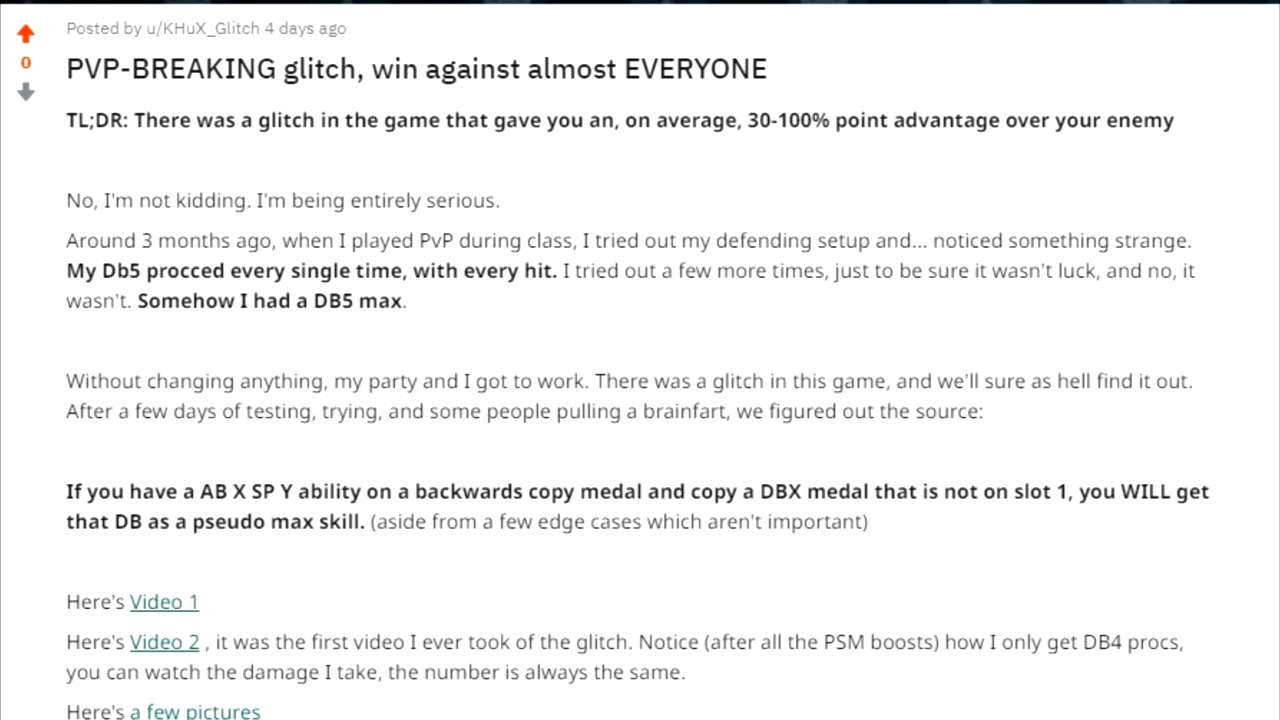 Posted by u/KHuX_Glitch 4 days ago
0
PVP-BREAKING glitch, win against almost EVERYONE
TL;DR: There was a glitch in the game that gave you an, on average, 30-100% point advantage over your enemy
No, I'm not kidding. I'm being entirely serious.
Around 3 months ago, when I played PvP during class, I tried out my defending setup and... noticed something strange.
My Db5 procced every single time, with every hit. I tried out a few more times, just to be sure it wasn't luck, and no, it
wasn't. Somehow I had a DB5 max.
Without changing anything, my party and I got to work. There was a glitch in this game, and we'll sure as hell find it out.
After a few days of testing, trying, and some people pulling a brainfart, we figured out the source:
If you have a AB X SP Y ability on a backwards copy medal and copy a DBX medal that is not on slot 1, you WILL get
that DB as a pseudo max skill. (aside from a few edge cases which aren't important)
Here's Video 1
Here's Video 2 , it was the first video I ever took of the glitch. Notice (after all the PSM boosts) how I only get DB4 procs,
you can watch the damage I take, the number is always the same.
Here's a few pictures